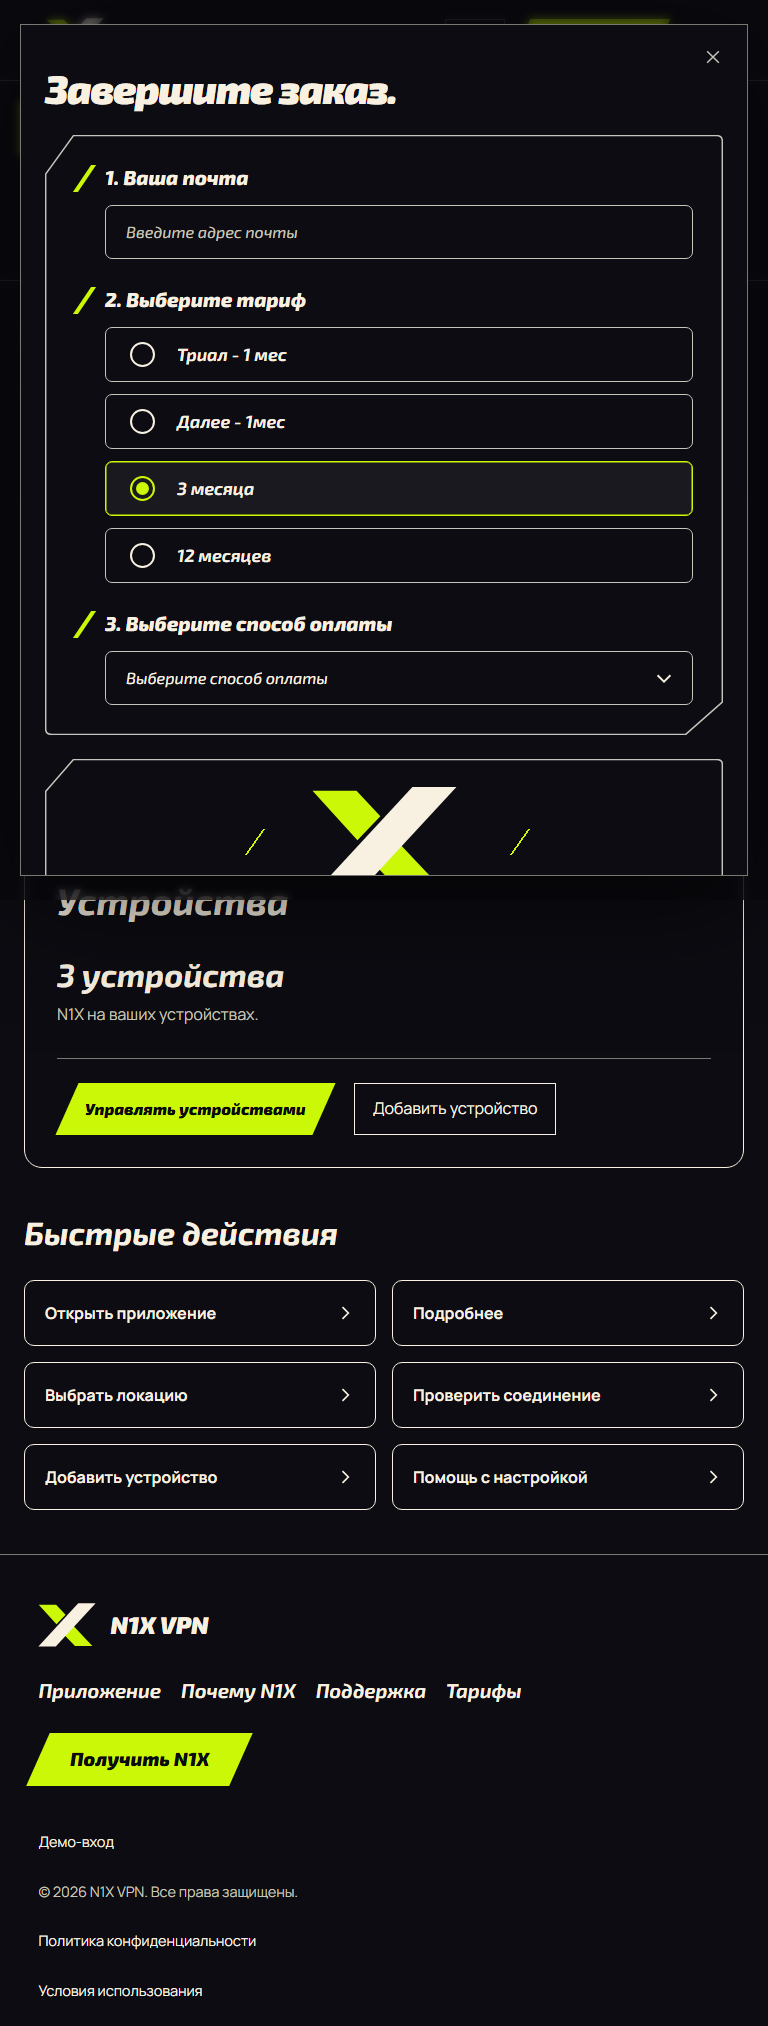 Завершите заказ.
1. Ваша почта
Введите адрес почты
2. Выберите тариф
Триал - 1 мес
Далее - 1мес
3 месяца
12 месяцев
3. Выберите способ оплаты
Выберите способ оплаты
Устройства
3 устройства
N1X на ваших устройствах.
Управлять устройствами
Добавить устройство
Быстрые действия
Открыть приложение
Подробнее
Выбрать локацию
Проверить соединение
Добавить устройство
Помощь с настройкой
N1X VPN
Приложение Почему N1X Поддержка Тарифы
Получить N1X
Демо-вход
© 2026 N1X VPN. Все права защищены.
Политика конфиденциальности
Условия использования